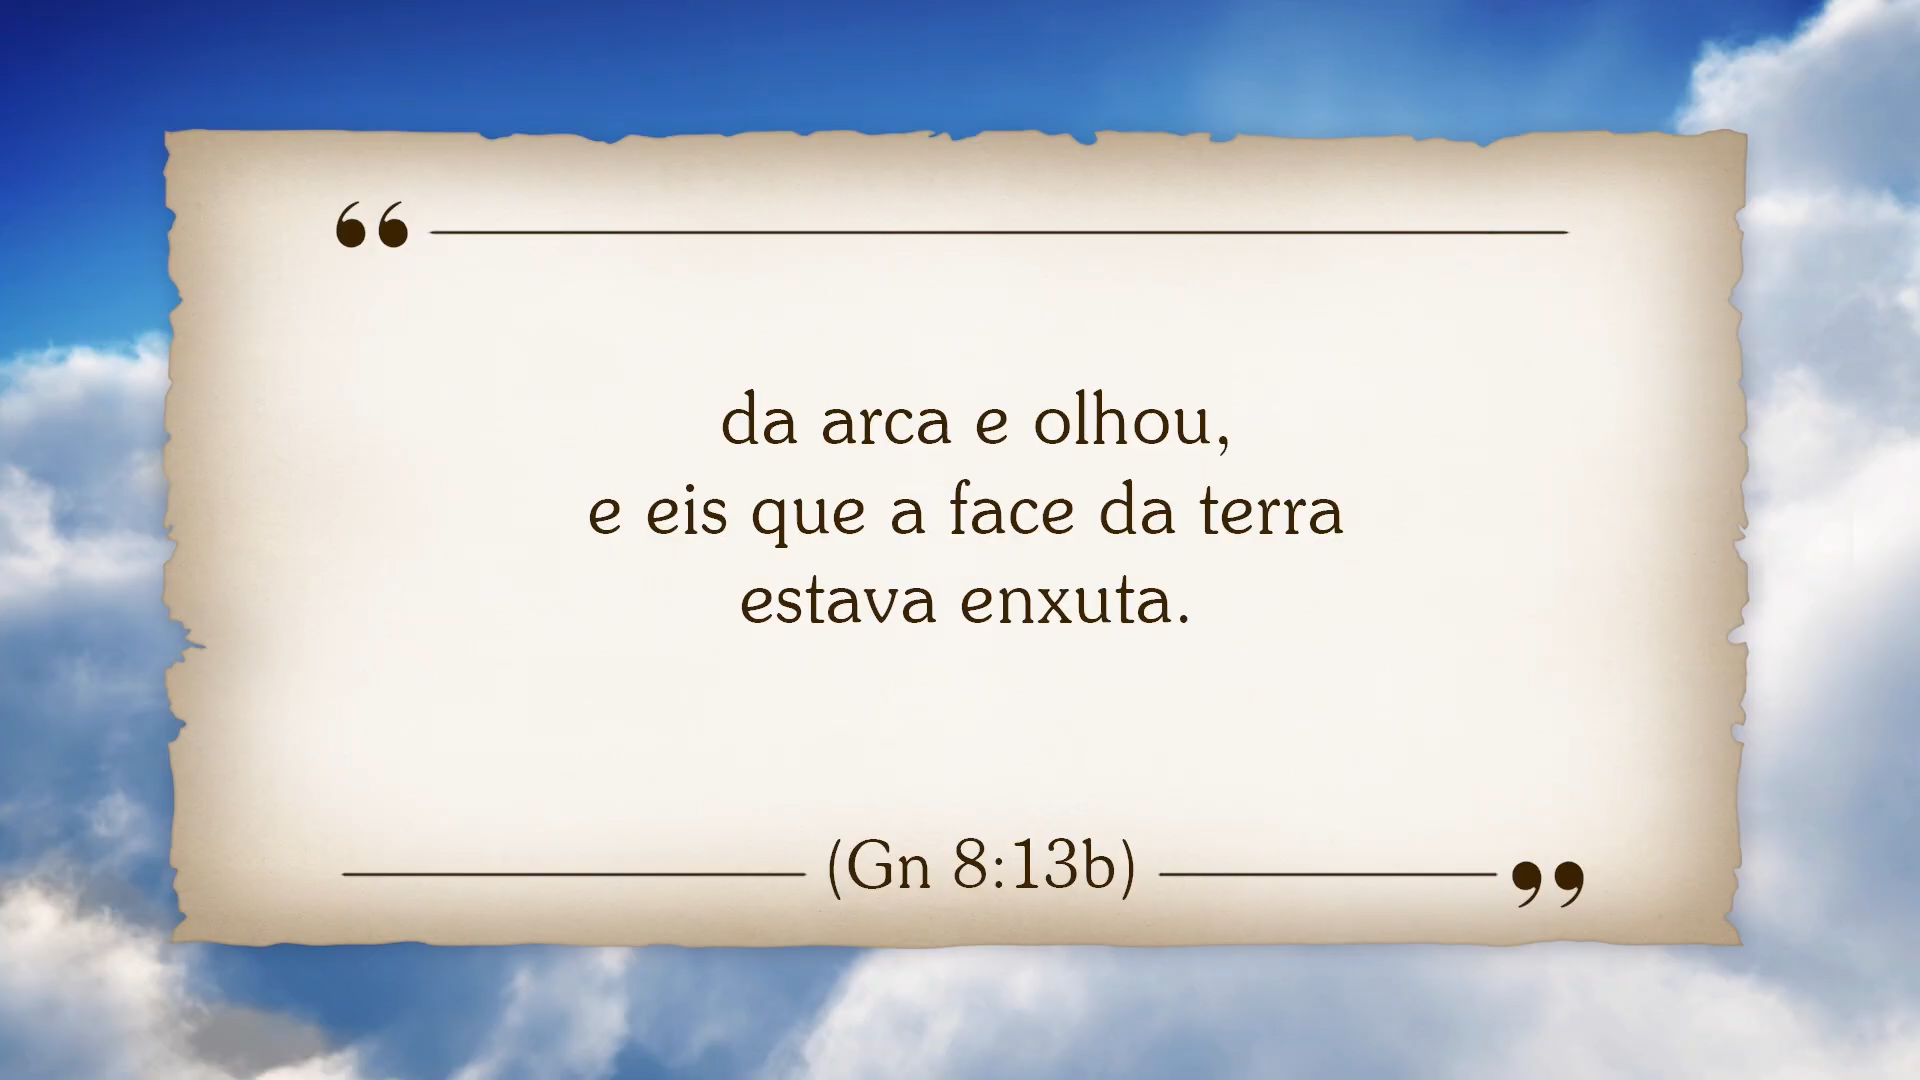 “
da arca e olhou,
e eis que a face da terra
estava enxuta.
(Gn 8:13b)
”